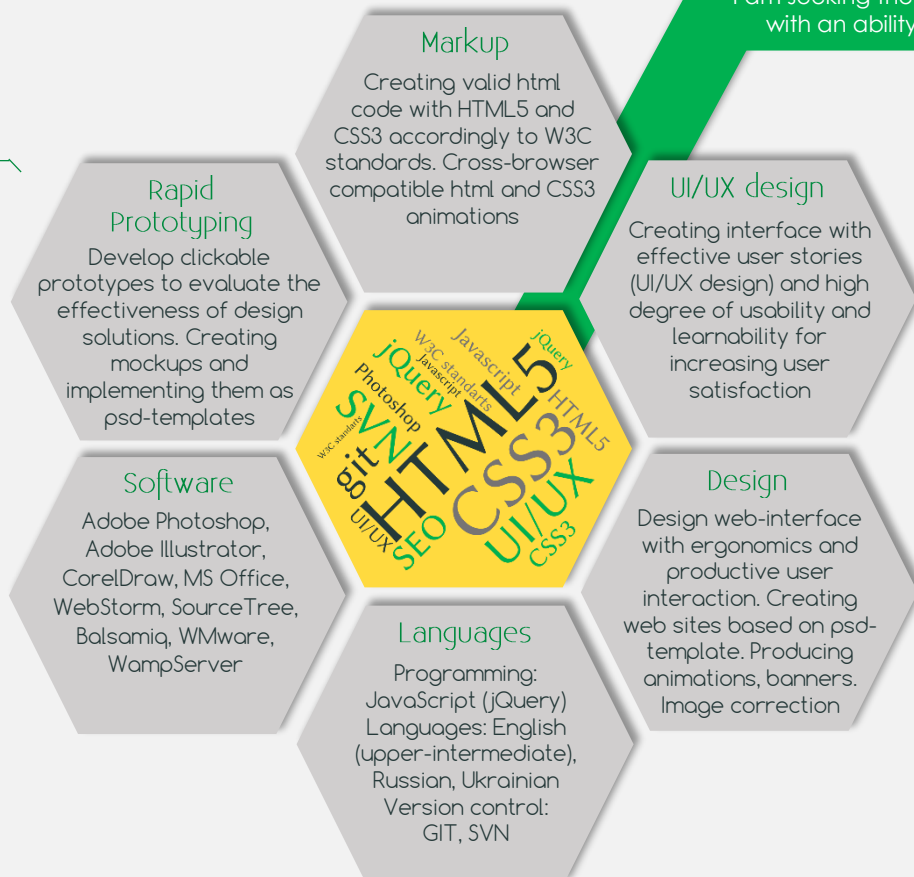 I am seeking
with an ability
Markup
Creating valid html
code with HTML5 and
CSS3 accordingly to W3C
standards. Cross-browser
compatible html and CSS3
animations
Rapid
Prototyping
Develop clickable
prototypes to evaluate the
effectiveness of design
solutions. Creating
mockups and
implementing them as
psd-templates
UI/UX design
Creating interface with
effective user stories
(UI/UX design) and high
degree of usability and
learnability for
increasing user
satisfaction
jQuery
Javascript
W3C standarts
Javascript
jQuery
Photoshop
HTML5
HTML5
SVN
W3C standarts
git
CSS3
UI/UX
SEO
UI/UX
CSS3
Software
Adobe Photoshop,
Adobe Illustrator,
CorelDraw, MS Office,
WebStorm, SourceTree,
Balsamiq, WMware,
WampServer
Design
Design web-interface
with ergonomics and
productive user
interaction. Creating
web sites based on psd-
template. Producing
animations, banners.
Image correction
Languages
Programming:
JavaScript (jQuery)
Languages: English
(upper-intermediate),
Russian, Ukrainian
Version control:
GIT, SVN